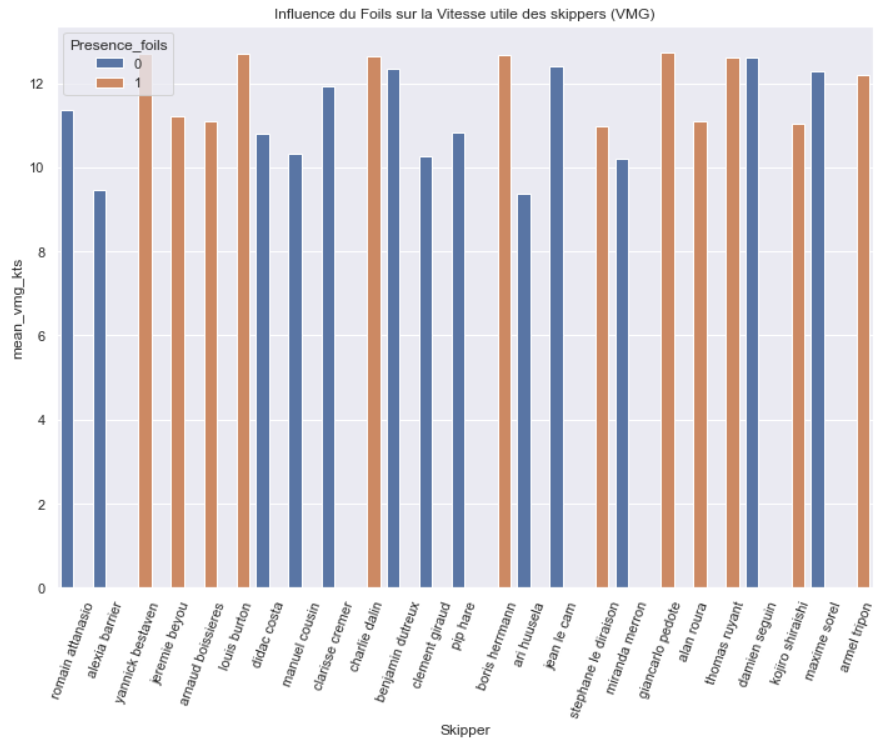 Influence du Foils sur la Vitesse utile des skippers (VMG)
Presence_foils
0
1
mean_vmg_kts
12
10
8
6
4
2
0
romain attanasio
alexia barrier
yannick bestaven
jeremie beyou
arnaud boissieres
louis burton
didac costa
manuel cousin
clarisse cremer
charlie dalin
benjamin dutreux
clement giraud
pip hare
boris herrmann
ari huusela
jean le cam
stephane le diraison
miranda merron
giancarlo pedote
alan roura
thomas ruyant
damien seguin
kojiro shiraishi
maxime sorel
armel tripon
Skipper